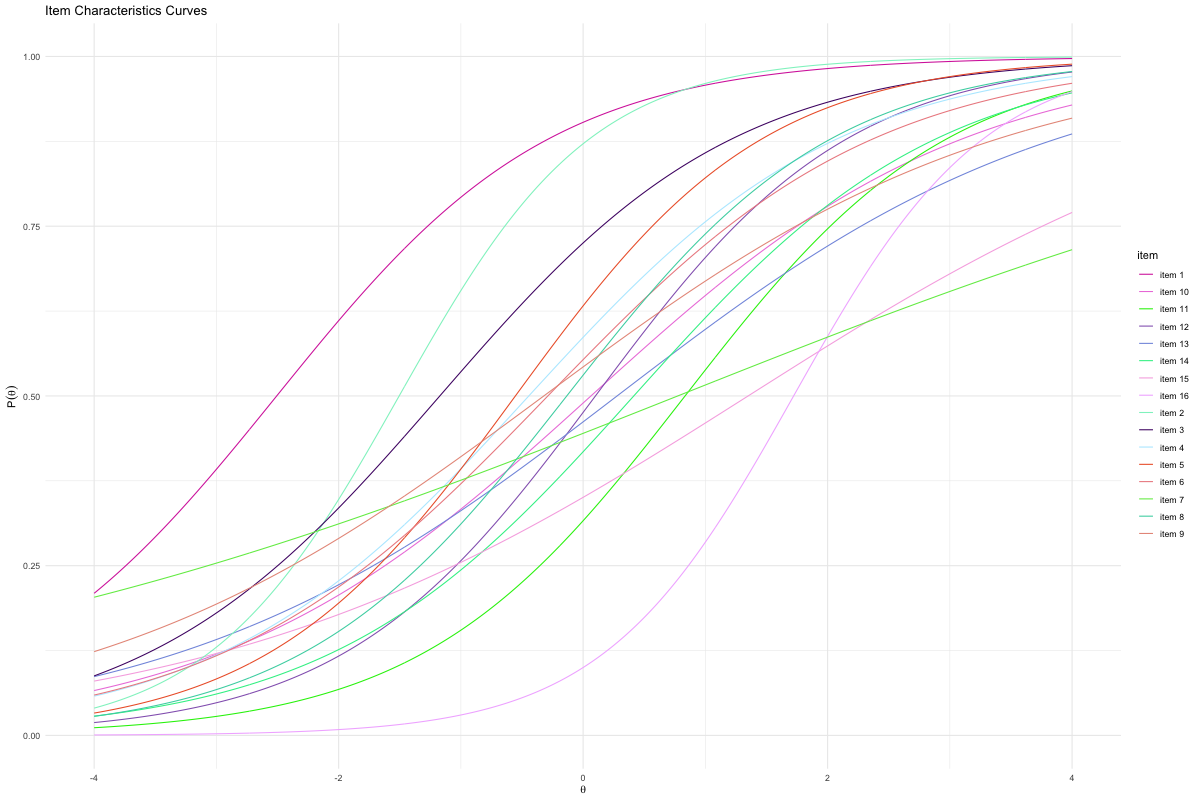 Item Characteristics Curves
1.00
0.75
0.50
0.25
0.00
P(θ)
-4
-2
0
2
4
θ
item
item 1
item 10
item 11
item 12
item 13
item 14
item 15
item 16
item 2
item 3
item 4
item 5
item 6
item 7
item 8
item 9